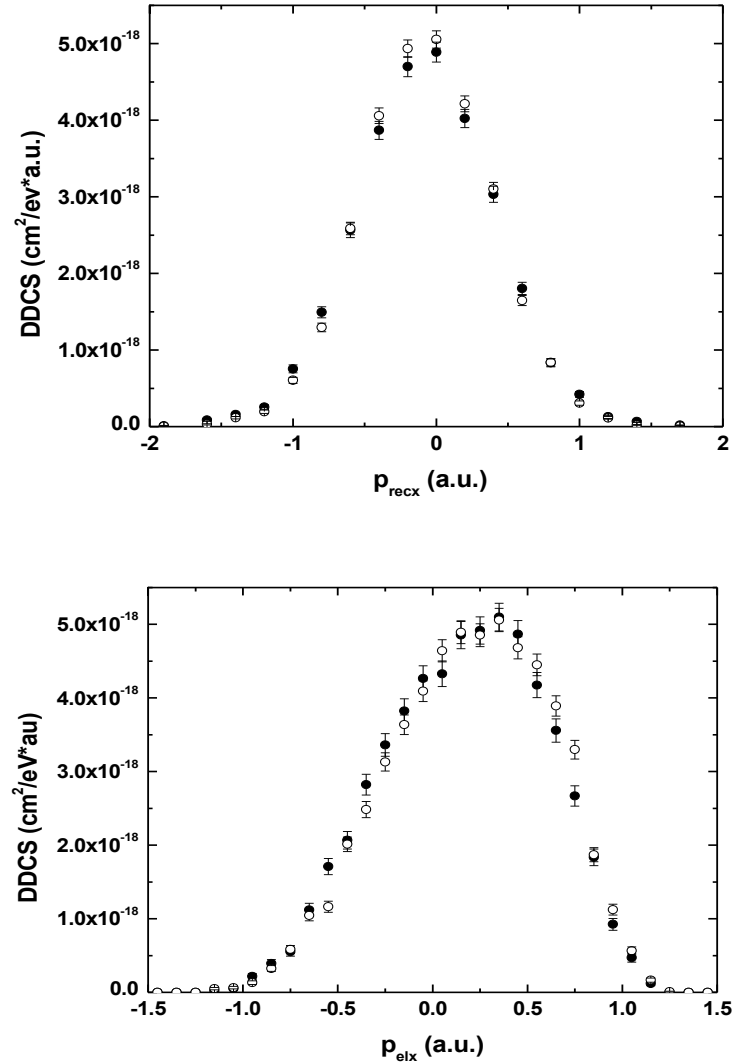 5.0x10⁻¹⁸
4.0x10⁻¹⁸
3.0x10⁻¹⁸
2.0x10⁻¹⁸
1.0x10⁻¹⁸
0.0
DDCS (cm²/ev*a.u.)
-2 -1 0 1 2
p_recx (a.u.)
5.0x10⁻¹⁸
4.0x10⁻¹⁸
3.0x10⁻¹⁸
2.0x10⁻¹⁸
1.0x10⁻¹⁸
0.0
DDCS (cm²/eV*au)
-1.5 -1.0 -0.5 0.0 0.5 1.0 1.5
p_elx (a.u.)